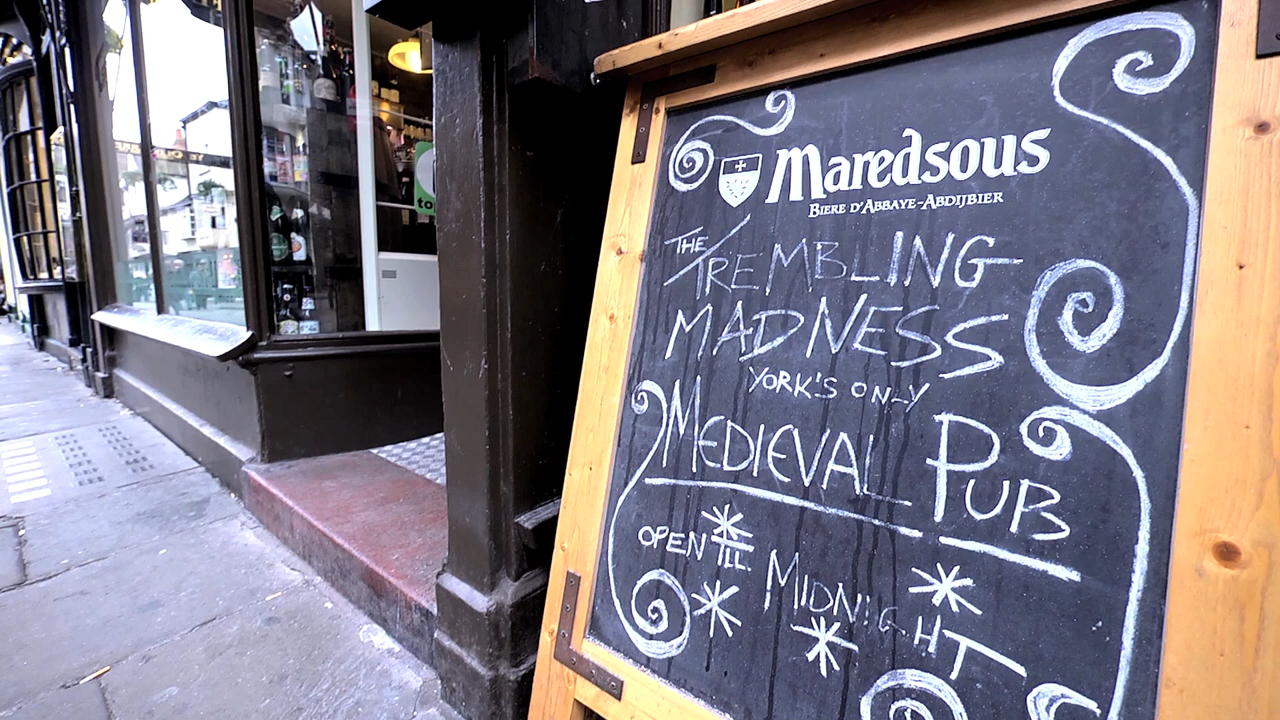 Maredsous
BIERE D'ABBAYE-ABDIJBIER
THE
TREMBLING
MADNESS
YORK'S ONLY
MEDIEVAL PUB
OPEN TILL
MIDNIGHT